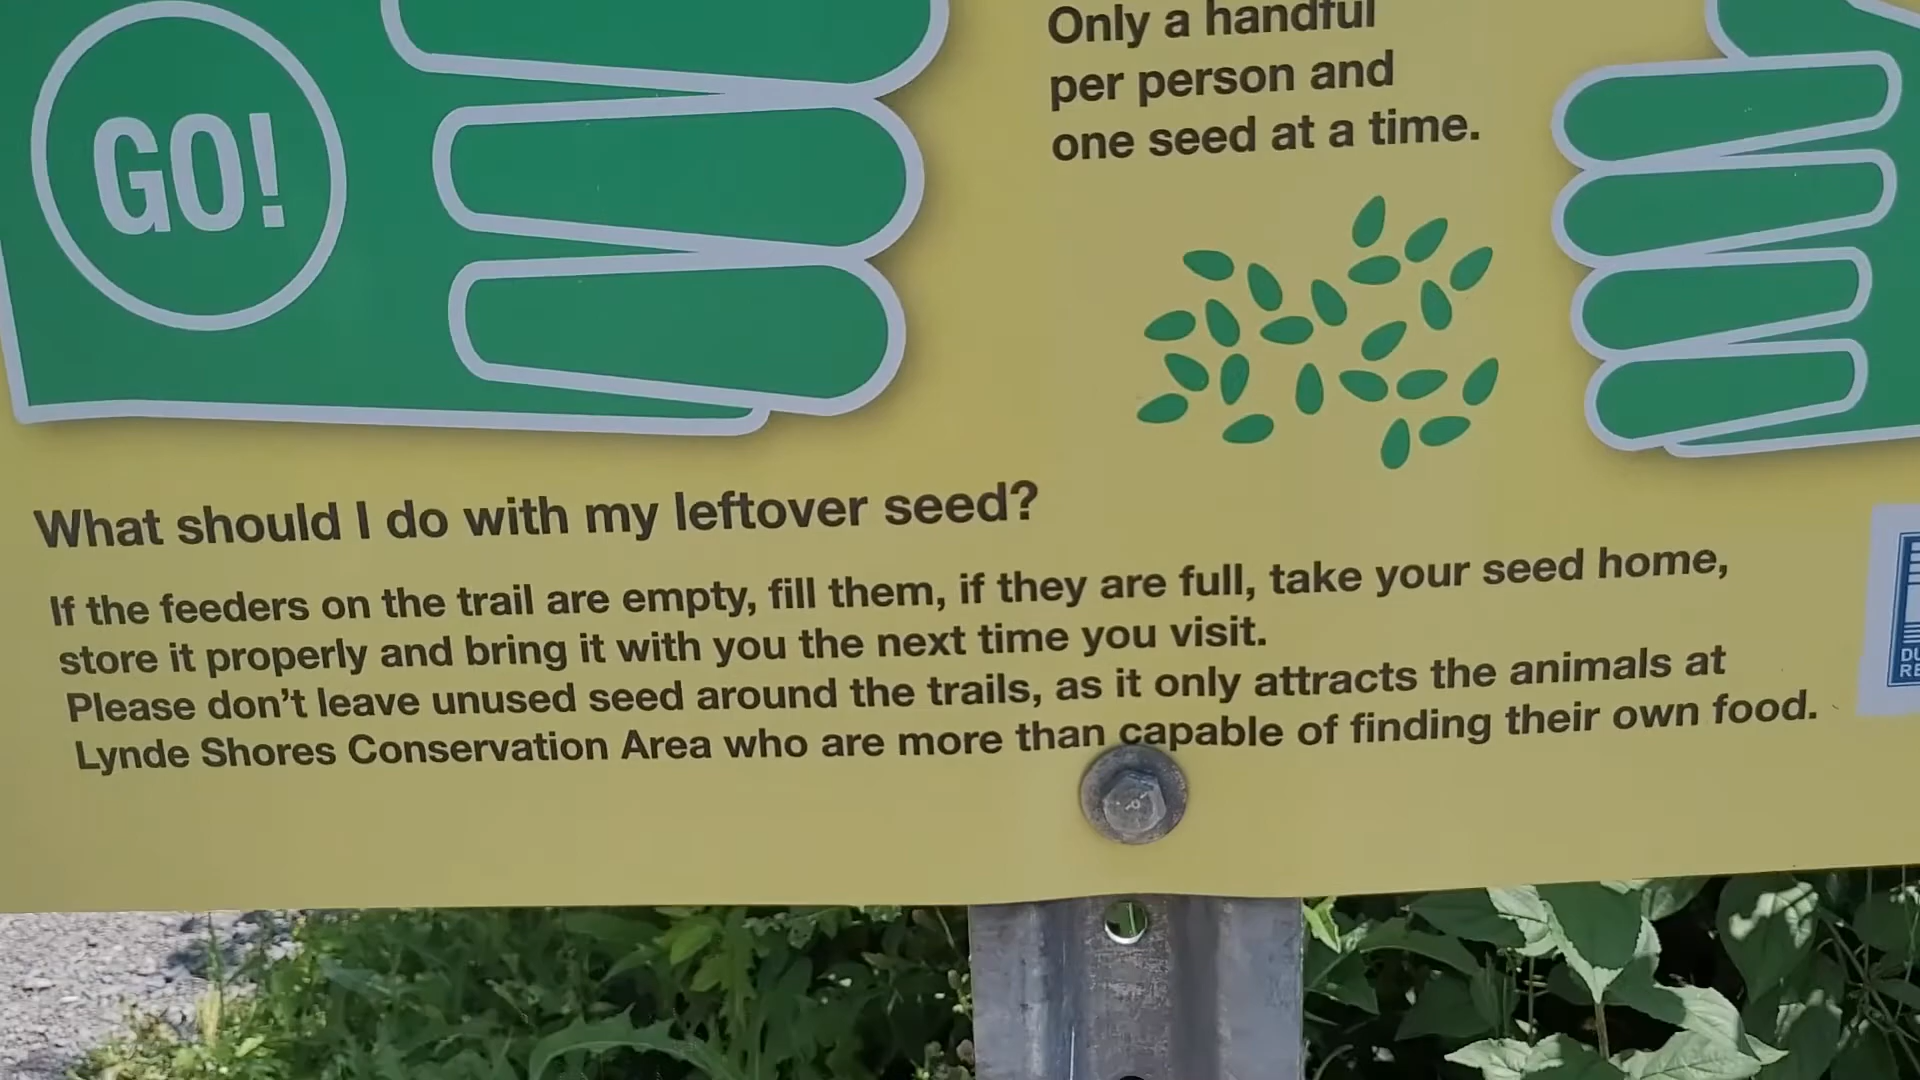 GO!
Only a handful
per person and
one seed at a time.
What should I do with my leftover seed?
If the feeders on the trail are empty, fill them, if they are full, take your seed home,
store it properly and bring it with you the next time you visit.
Please don't leave unused seed around the trails, as it only attracts the animals at
Lynde Shores Conservation Area who are more than capable of finding their own food.
DU
RE